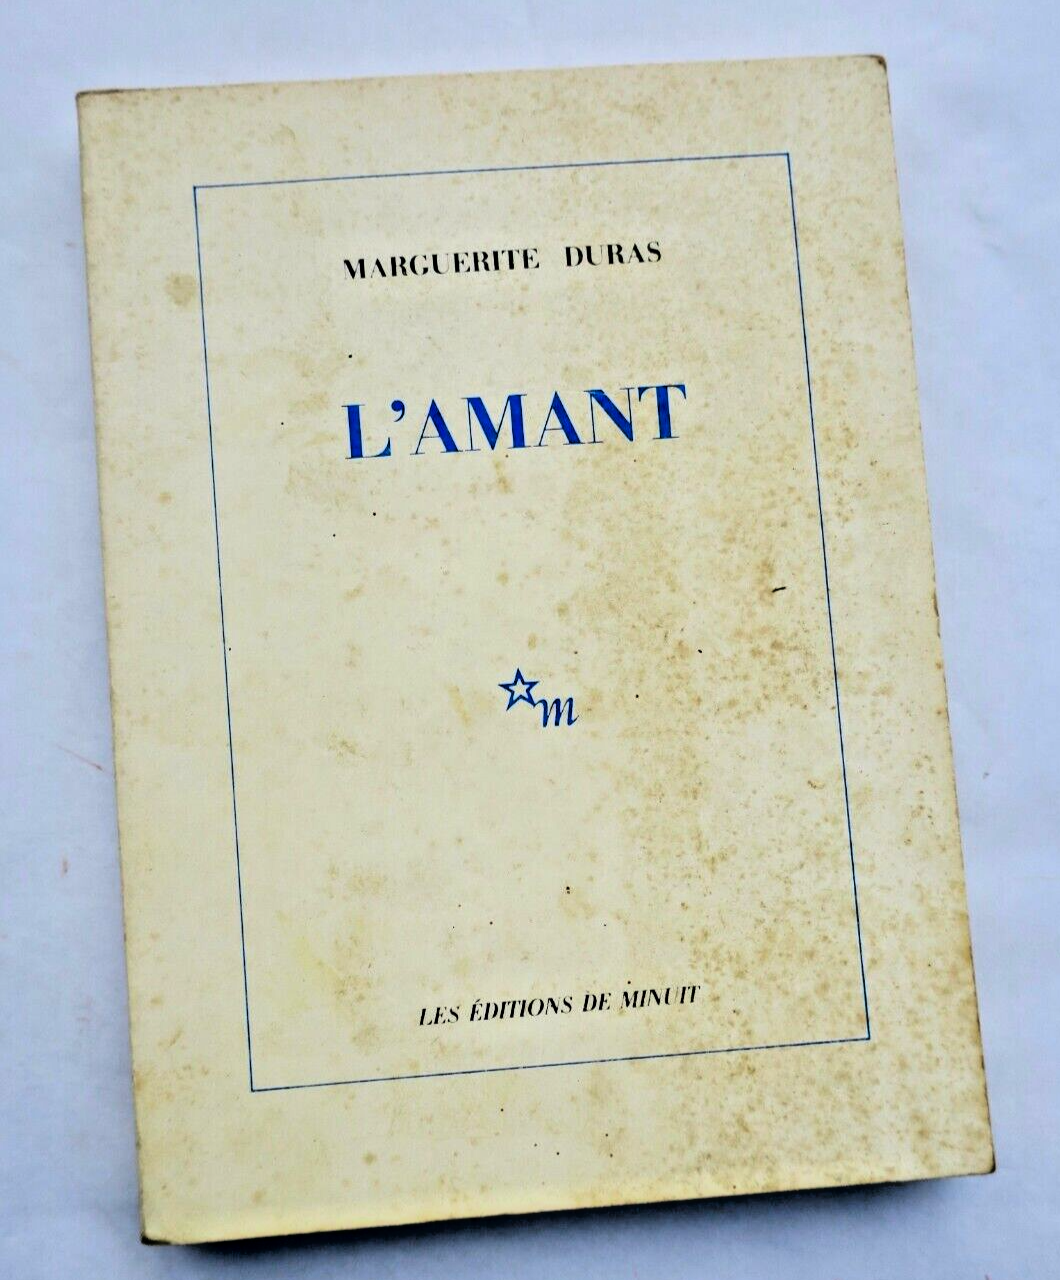 MARGUERITE DURAS
L'AMANT
m
LES ÉDITIONS DE MINUIT